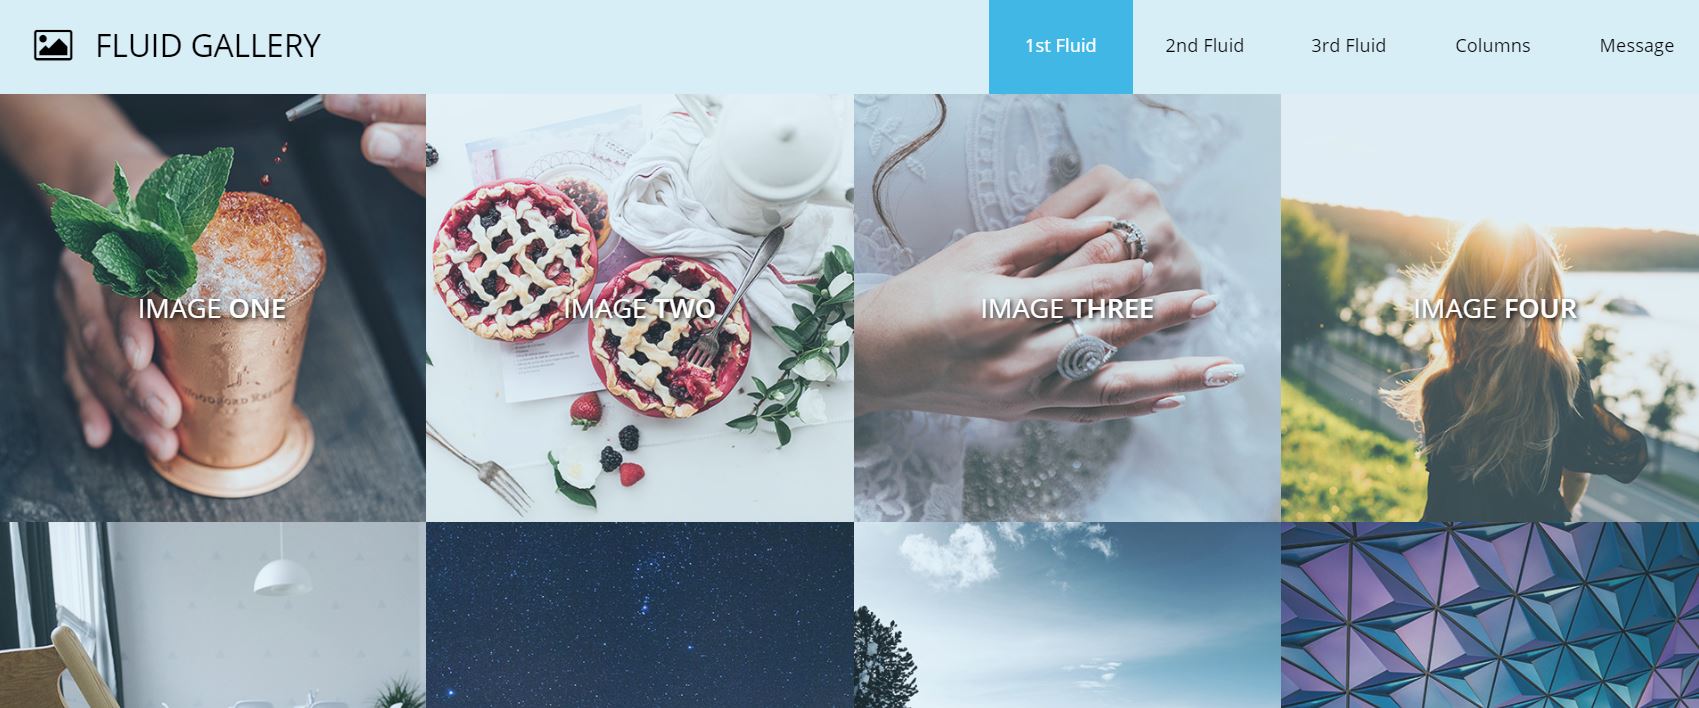 FLUID GALLERY
1st Fluid
2nd Fluid
3rd Fluid
Columns
Message
IMAGE ONE
IMAGE TWO
IMAGE THREE
IMAGE FOUR